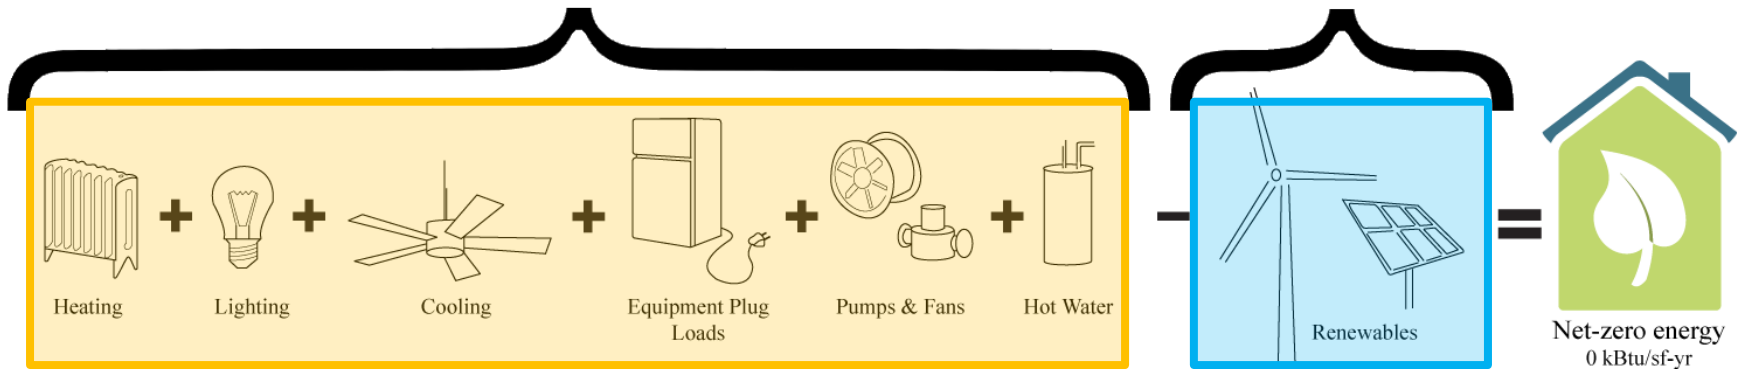 Heating
Lighting
Cooling
Equipment Plug
Loads
Pumps & Fans
Hot Water
Renewables
Net-zero energy
0 kBtu/sf-yr